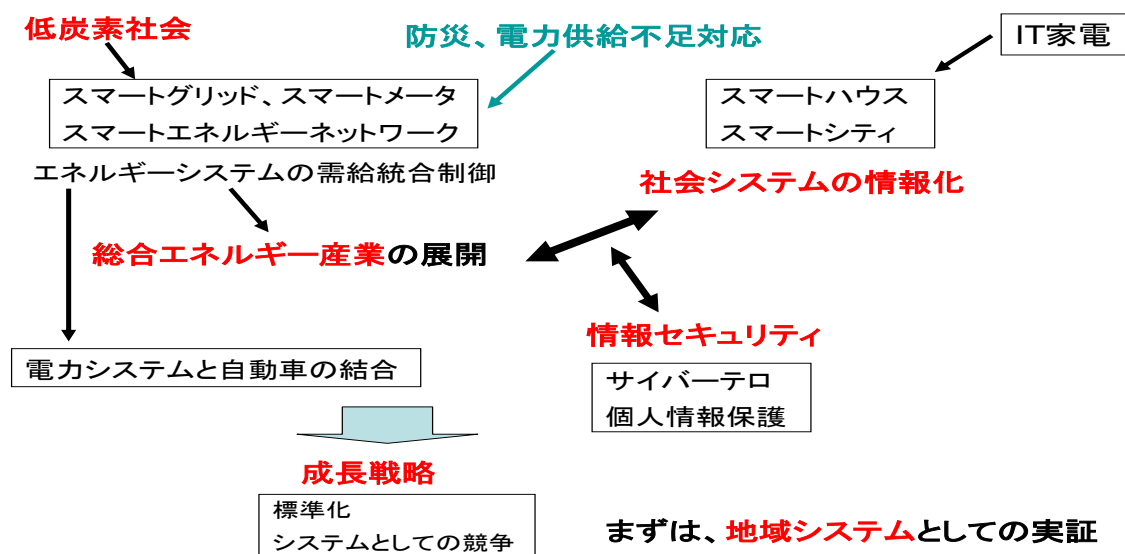 低炭素社会
防災、電力供給不足対応
IT家電
スマートグリッド、スマートメータ
スマートエネルギーネットワーク
スマートハウス
スマートシティ
エネルギーシステムの需給統合制御
社会システムの情報化
総合エネルギー産業の展開
情報セキュリティ
電力システムと自動車の結合
サイバーテロ
個人情報保護
成長戦略
標準化
システムとしての競争
まずは、地域システムとしての実証